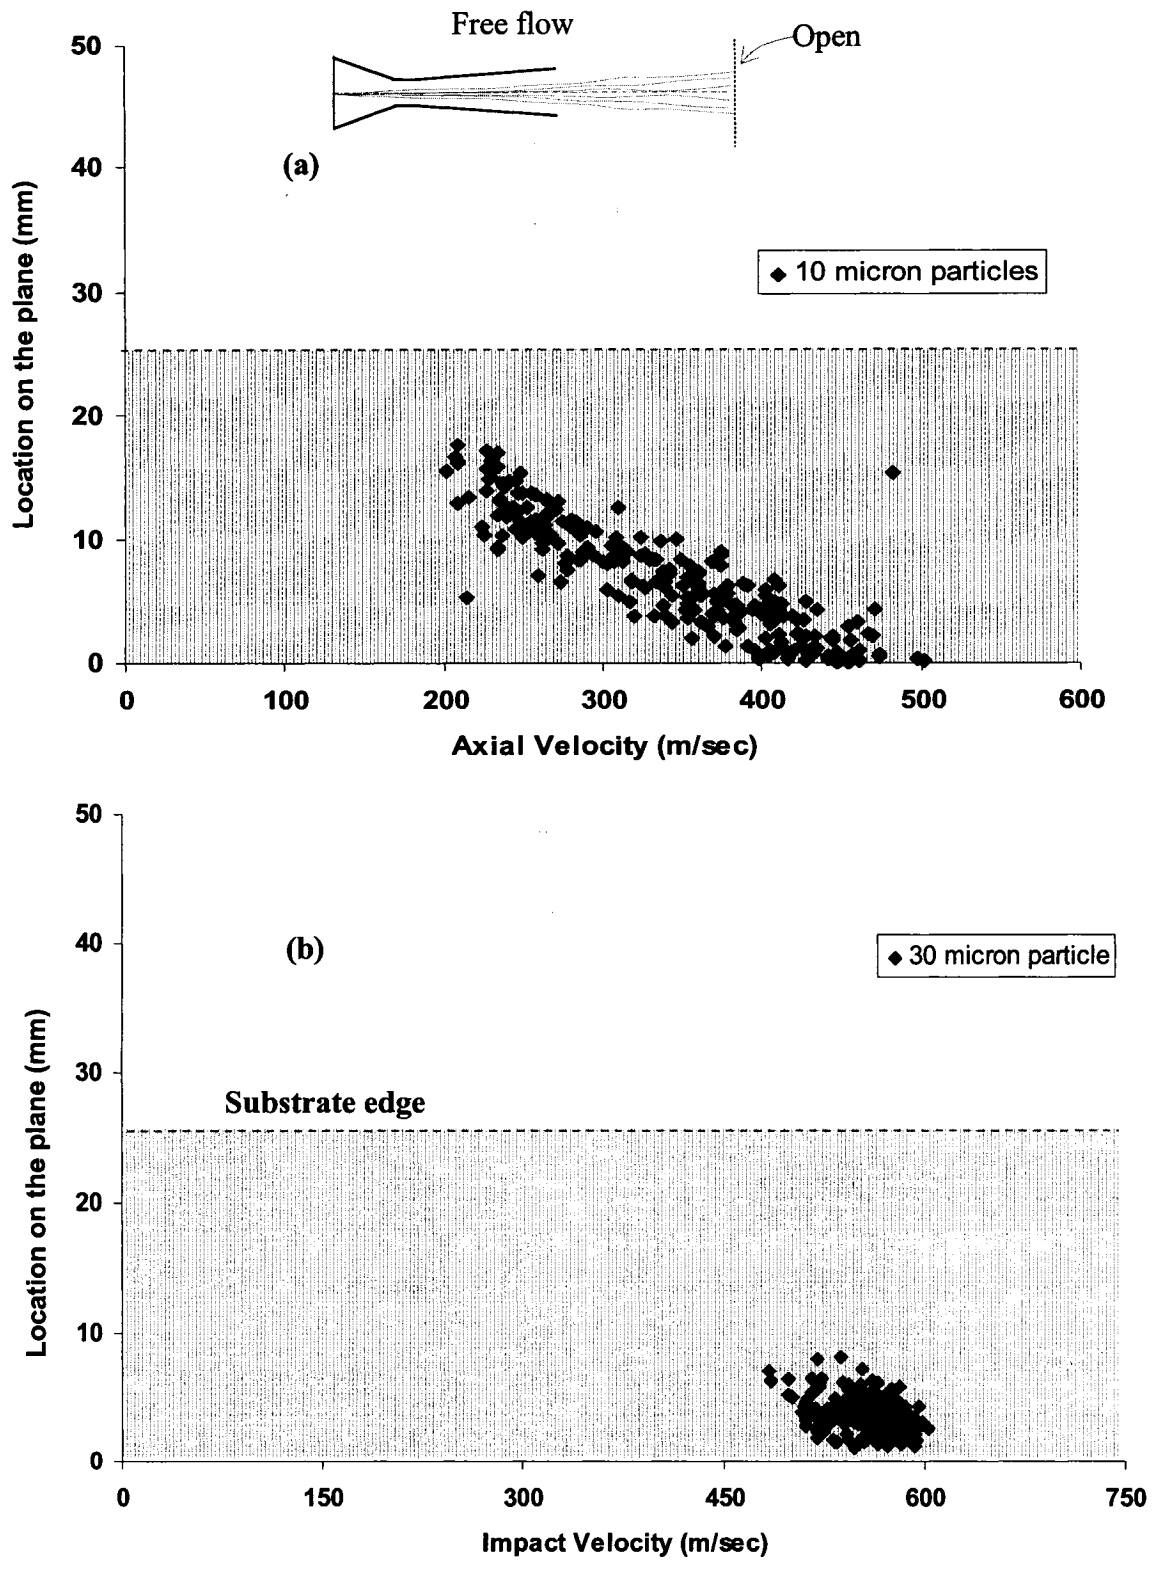 Free flow
Open
50
40
30
20
10
0
(a)
◆ 10 micron particles
Location on the plane (mm)
0 100 200 300 400 500 600
Axial Velocity (m/sec)
50
40
30
20
10
0
(b)
◆ 30 micron particle
Substrate edge
Location on the plane (mm)
0 150 300 450 600 750
Impact Velocity (m/sec)